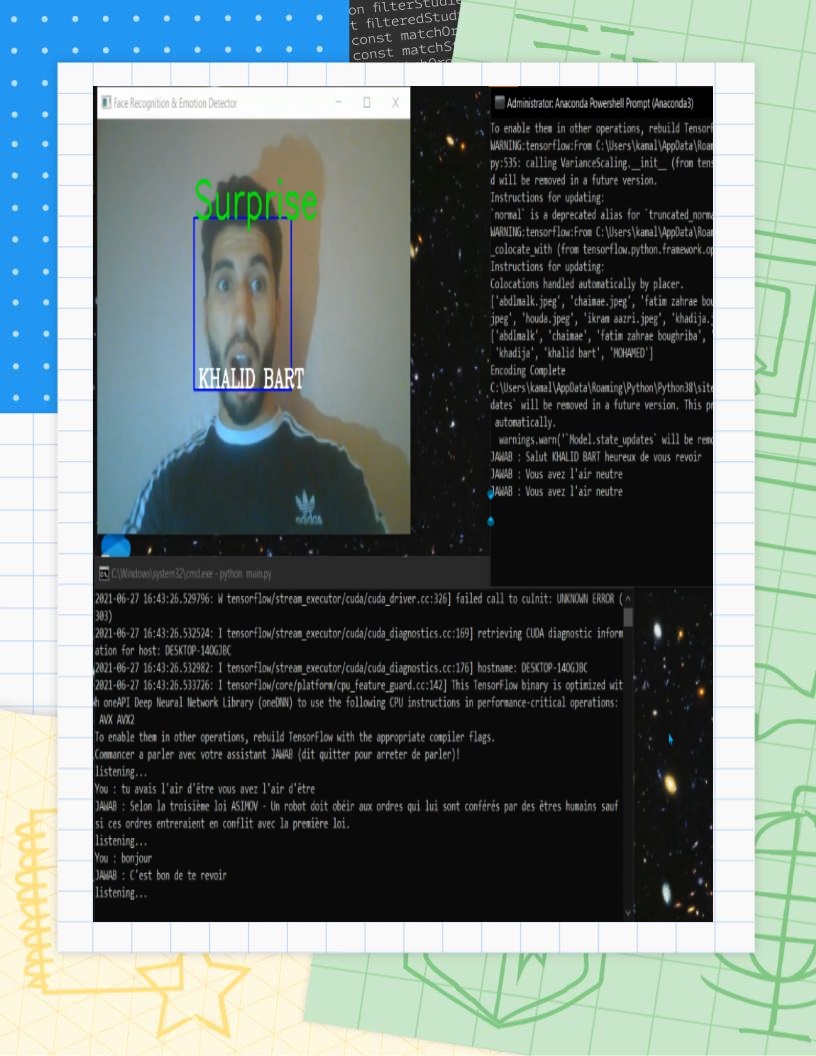 on filterStudie
t filteredStud
const matchOr
const matchS
Face Recognition & Emotion Detector
Surprise
KHALID BART
adidas
Administrator: Anaconda Powershell Prompt (Anaconda3)
To enable them in other operations, rebuild TensorF
WARNING:tensorflow:From C:\Users\kamal\AppData\Roam
py:535: calling VarianceScaling.__init__ (from tens
d will be removed in a future version.
Instructions for updating:
`normal` is a deprecated alias for `truncated_norma
WARNING:tensorflow:From C:\Users\kamal\AppData\Roam
_colocate_with (from tensorflow.python.framework.op
Instructions for updating:
Colocations handled automatically by placer.
['abdlmalk.jpeg', 'chaimae.jpeg', 'fatim zahrae bou
jpeg', 'houda.jpeg', 'ikram aazri.jpeg', 'khadija.j
['abdlmalk', 'chaimae', 'fatim zahrae boughriba', '
'khadija', 'khalid bart', 'MOHAMED']
Encoding Complete
C:\Users\kamal\AppData\Roaming\Python\Python38\site
dates` will be removed in a future version. This pr
automatically.
warnings.warn('`Model.state_updates` will be remo
JAWAB : Salut KHALID BART heureux de vous revoir
JAWAB : Vous avez l'air neutre
JAWAB : Vous avez l'air neutre
C:\Windows\system32\cmd.exe - python main.py
2021-06-27 16:43:26.529796: W tensorflow/stream_executor/cuda/cuda_driver.cc:326] failed call to cuInit: UNKNOWN ERROR (
303)
2021-06-27 16:43:26.532524: I tensorflow/stream_executor/cuda/cuda_diagnostics.cc:169] retrieving CUDA diagnostic inform
ation for host: DESKTOP-140GJBC
2021-06-27 16:43:26.532982: I tensorflow/stream_executor/cuda/cuda_diagnostics.cc:176] hostname: DESKTOP-140GJBC
2021-06-27 16:43:26.533726: I tensorflow/core/platform/cpu_feature_guard.cc:142] This TensorFlow binary is optimized wit
h oneAPI Deep Neural Network Library (oneDNN) to use the following CPU instructions in performance-critical operations:
AVX AVX2
To enable them in other operations, rebuild TensorFlow with the appropriate compiler flags.
Commancer a parler avec votre assistant JAWAB (dit quitter pour arreter de parler)!
listening...
You : tu avais l'air d'être vous avez l'air d'être
JAWAB : Selon la troisième loi ASIMOV - Un robot doit obéir aux ordres qui lui sont conférés par des êtres humains sauf
si ces ordres entreraient en conflit avec la première loi.
listening...
You : bonjour
JAWAB : C'est bon de te revoir
listening...